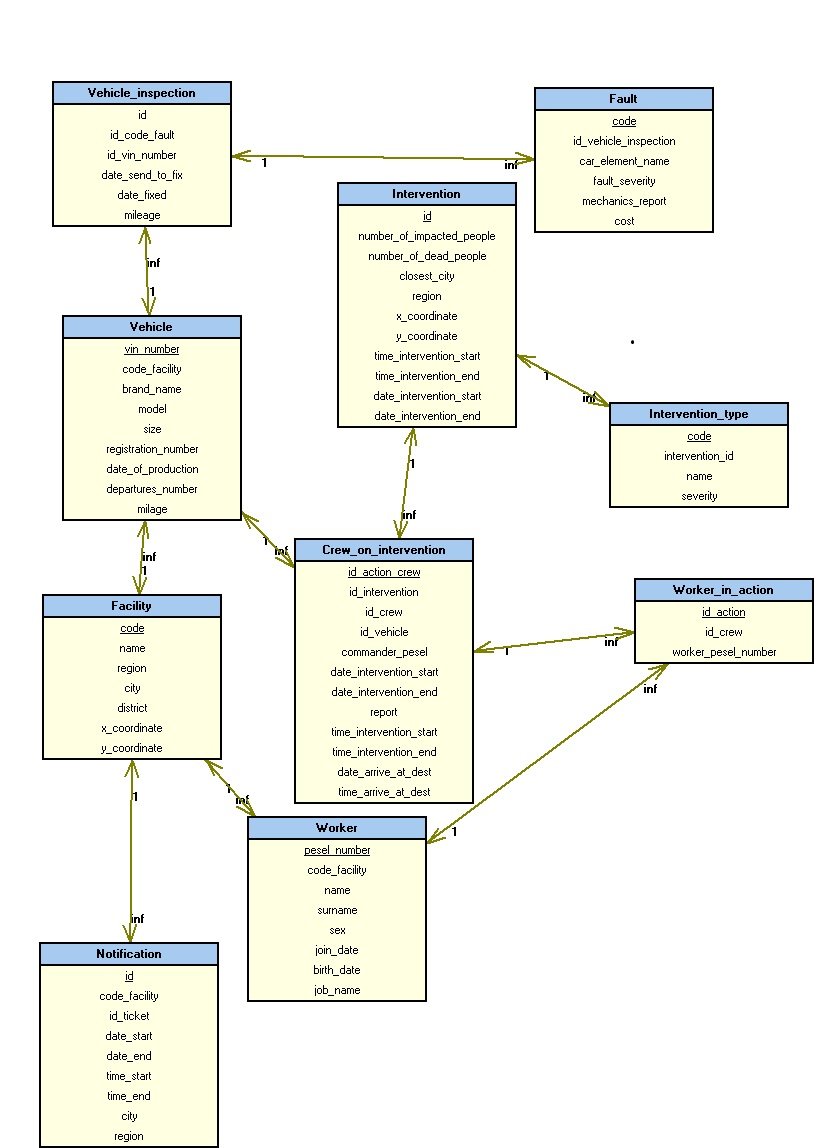 Vehicle_inspection
id
id_code_fault
id_vin_number
date_send_to_fix
date_fixed
mileage
Fault
code
id_vehicle_inspection
car_element_name
fault_severity
mechanics_report
cost
1
inf
Intervention
id
number_of_impacted_people
number_of_dead_people
closest_city
region
x_coordinate
y_coordinate
time_intervention_start
time_intervention_end
date_intervention_start
date_intervention_end
inf
1
Vehicle
vin_number
code_facility
brand_name
model
size
registration_number
date_of_production
departures_number
milage
1
inf
Intervention_type
code
intervention_id
name
severity
1
inf
1
inf
Crew_on_intervention
id_action_crew
id_intervention
id_crew
id_vehicle
commander_pesel
date_intervention_start
date_intervention_end
report
time_intervention_start
time_intervention_end
date_arrive_at_dest
time_arrive_at_dest
inf
1
Facility
code
name
region
city
district
x_coordinate
y_coordinate
Worker_in_action
id_action
id_crew
worker_pesel_number
1
inf
inf
1
1
inf
1
inf
Worker
pesel_number
code_facility
name
surname
sex
join_date
birth_date
job_name
Notification
id
code_facility
id_ticket
date_start
date_end
time_start
time_end
city
region